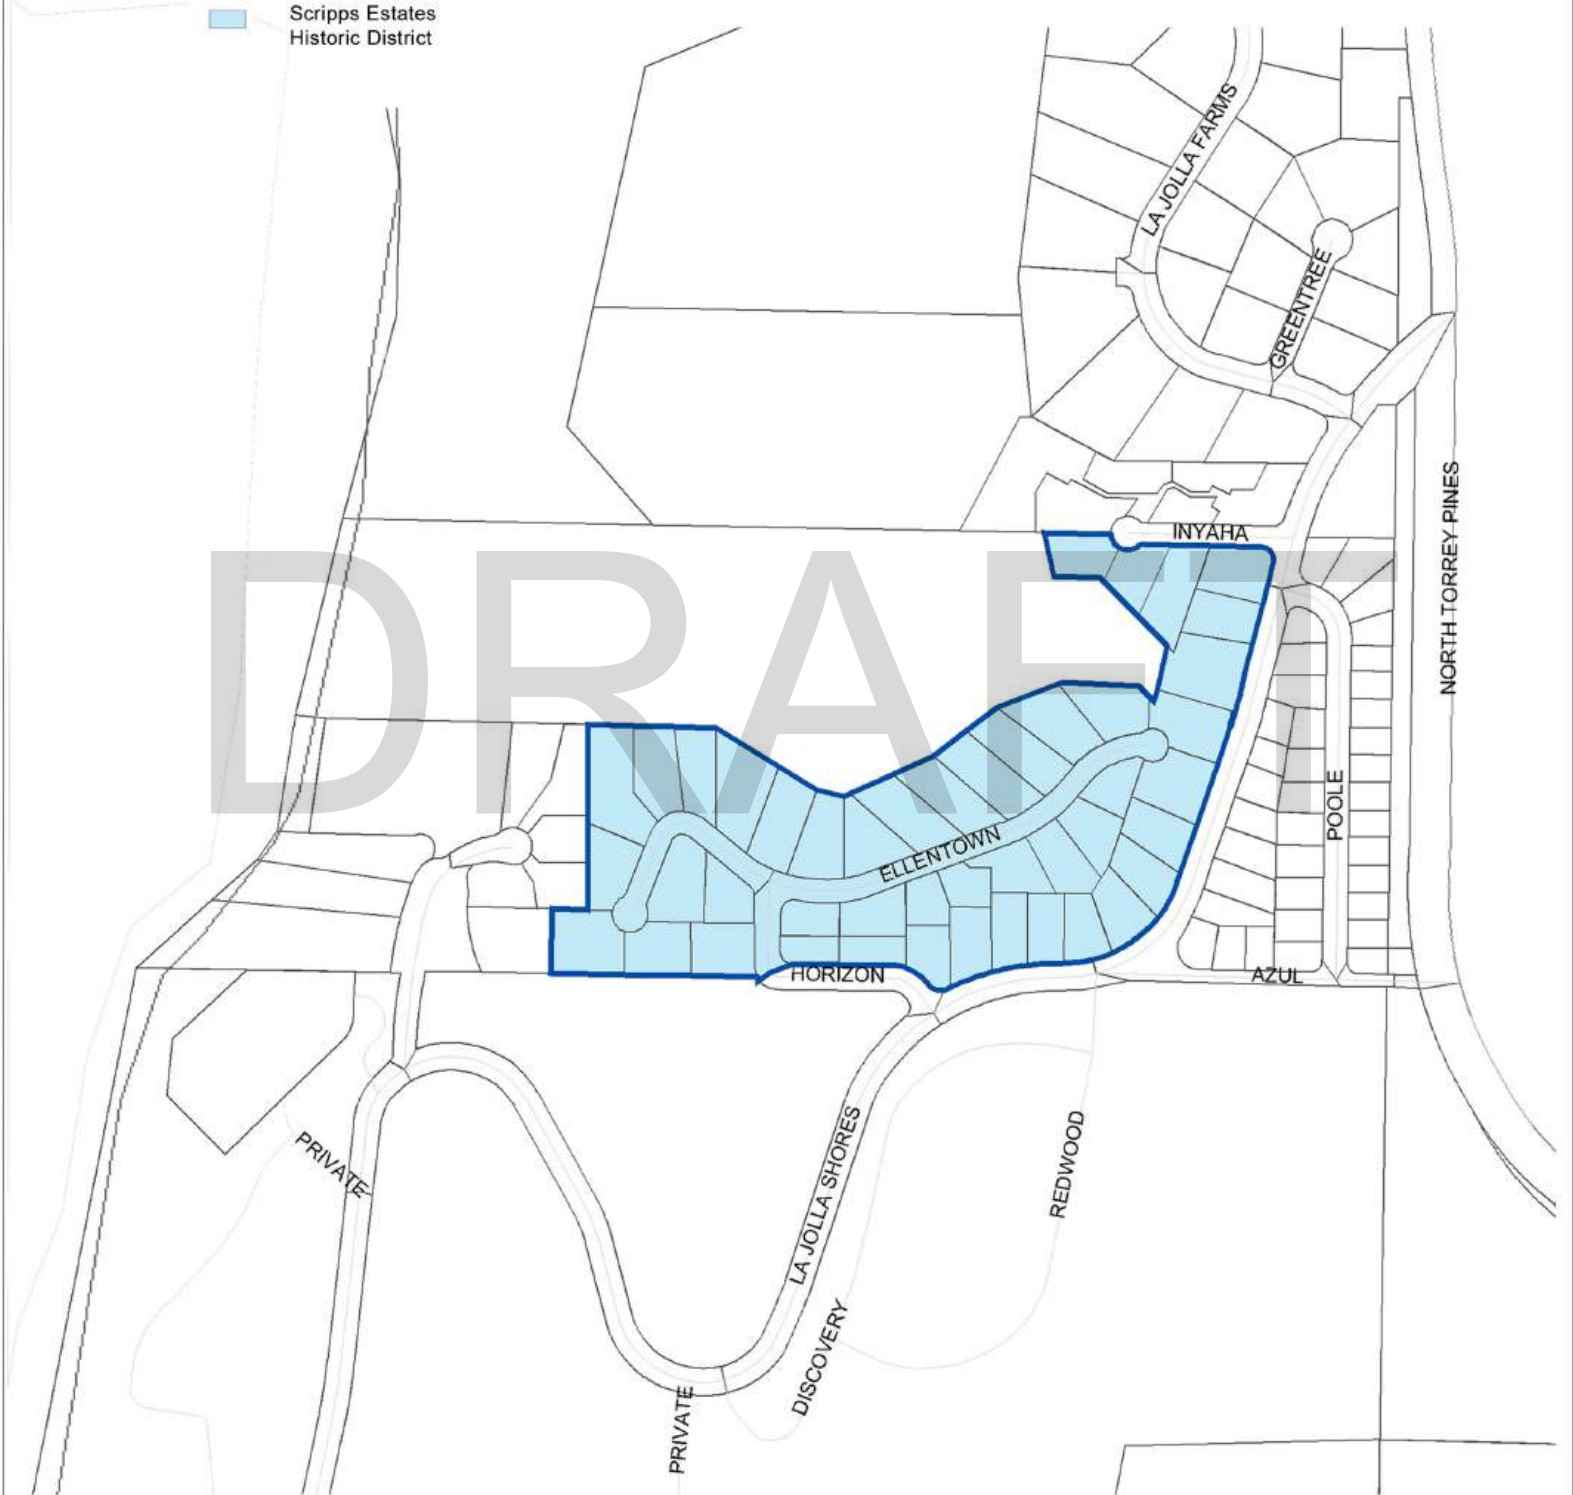 Scripps Estates
Historic District
LA JOLLA FARMS
GREENTREE
INYAHA
NORTH TORREY PINES
DRAFT
POOLE
ELLENTOWN
HORIZON
AZUL
PRIVATE
LA JOLLA SHORES
REDWOOD
DISCOVERY
PRIVATE